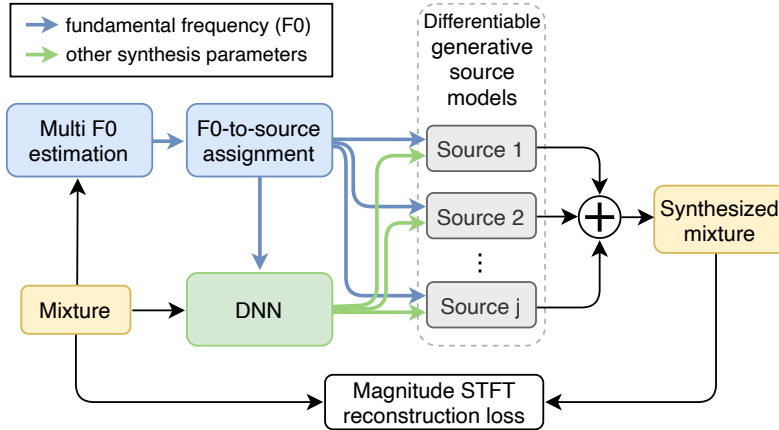 fundamental frequency (F0)
other synthesis parameters
Differentiable
generative
source
models
Multi F0
estimation
F0-to-source
assignment
Source 1
Source 2
...
Source j
Synthesized
mixture
Mixture
DNN
Magnitude STFT
reconstruction loss